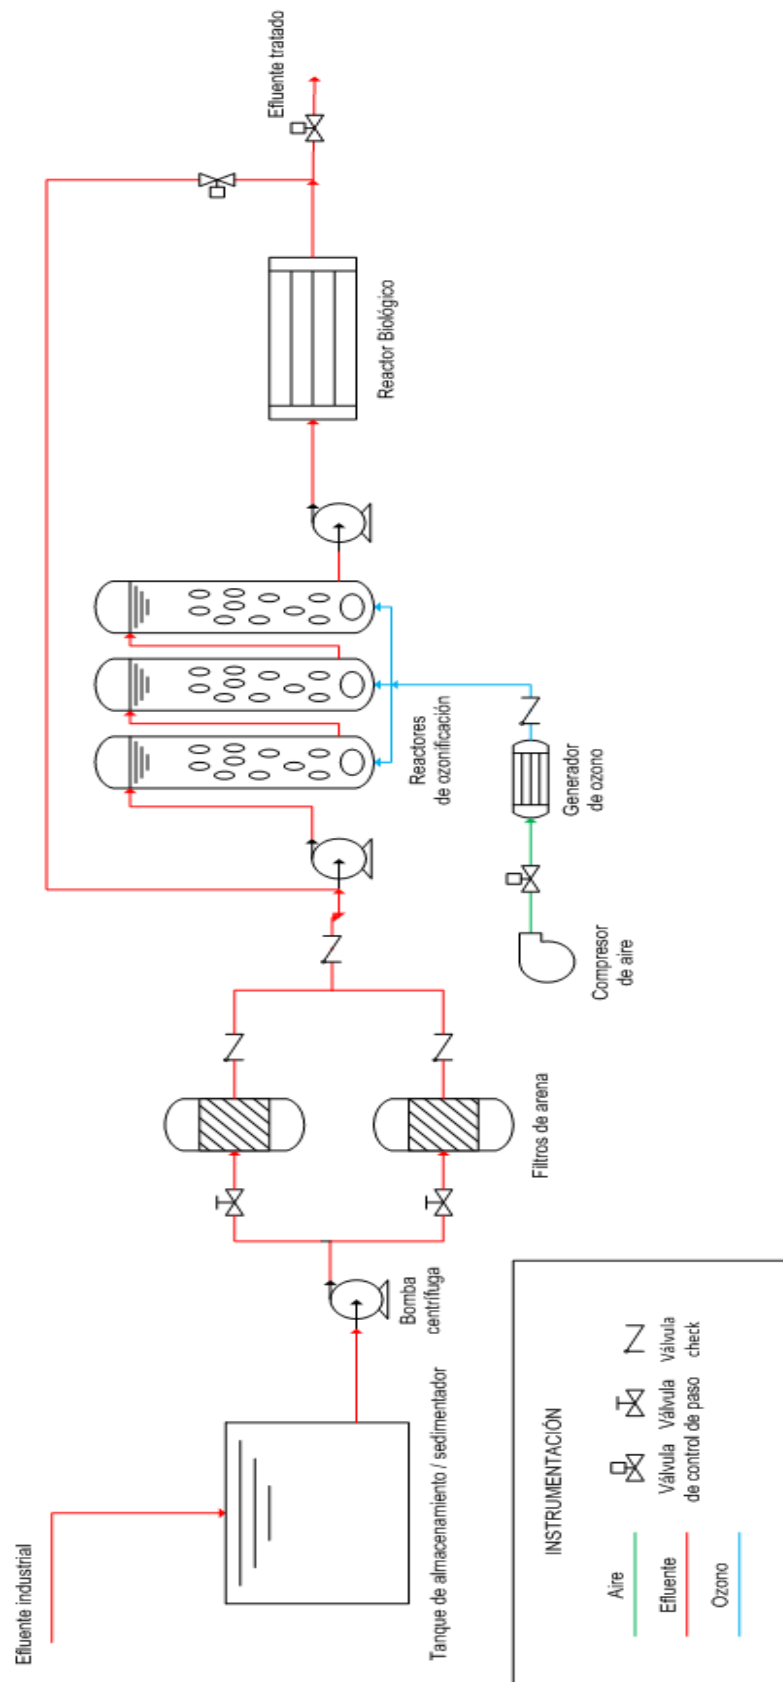 Efluente industrial
Tanque de almacenamiento / sedimentador
Bomba
centrífuga
Filtros de arena
Compresor
de aire
Generador
de ozono
Reactores
de ozonificación
Reactor Biológico
Efluente tratado
INSTRUMENTACIÓN
Aire
Efluente
Ozono
Válvula
de control
Válvula
de paso
Válvula
check